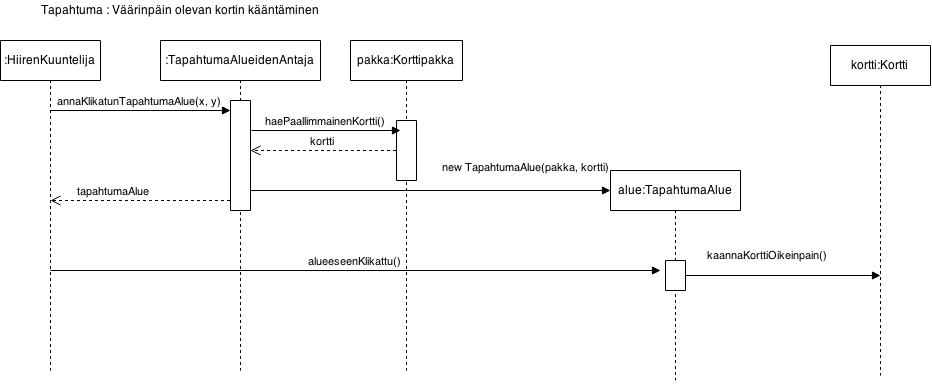 Tapahtuma : Väärinpäin olevan kortin kääntäminen
:HiirenKuuntelija
:TapahtumaAlueidenAntaja
pakka:Korttipakka
kortti:Kortti
annaKlikatunTapahtumaAlue(x, y)
haePaallimmainenKortti()
kortti
new TapahtumaAlue(pakka, kortti)
tapahtumaAlue
alue:TapahtumaAlue
alueeseenKlikattu()
kaannaKorttiOikeinpain()